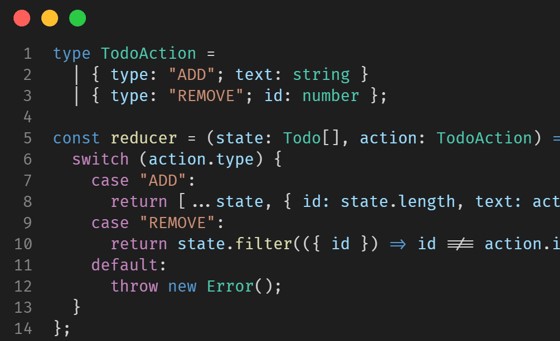 1 type TodoAction =
2   | { type: "ADD"; text: string }
3   | { type: "REMOVE"; id: number };
4
5 const reducer = (state: Todo[], action: TodoAction) =
6   switch (action.type) {
7     case "ADD":
8       return [...state, { id: state.length, text: act
9     case "REMOVE":
10       return state.filter(({ id }) => id !== action.i
11     default:
12       throw new Error();
13   }
14 };